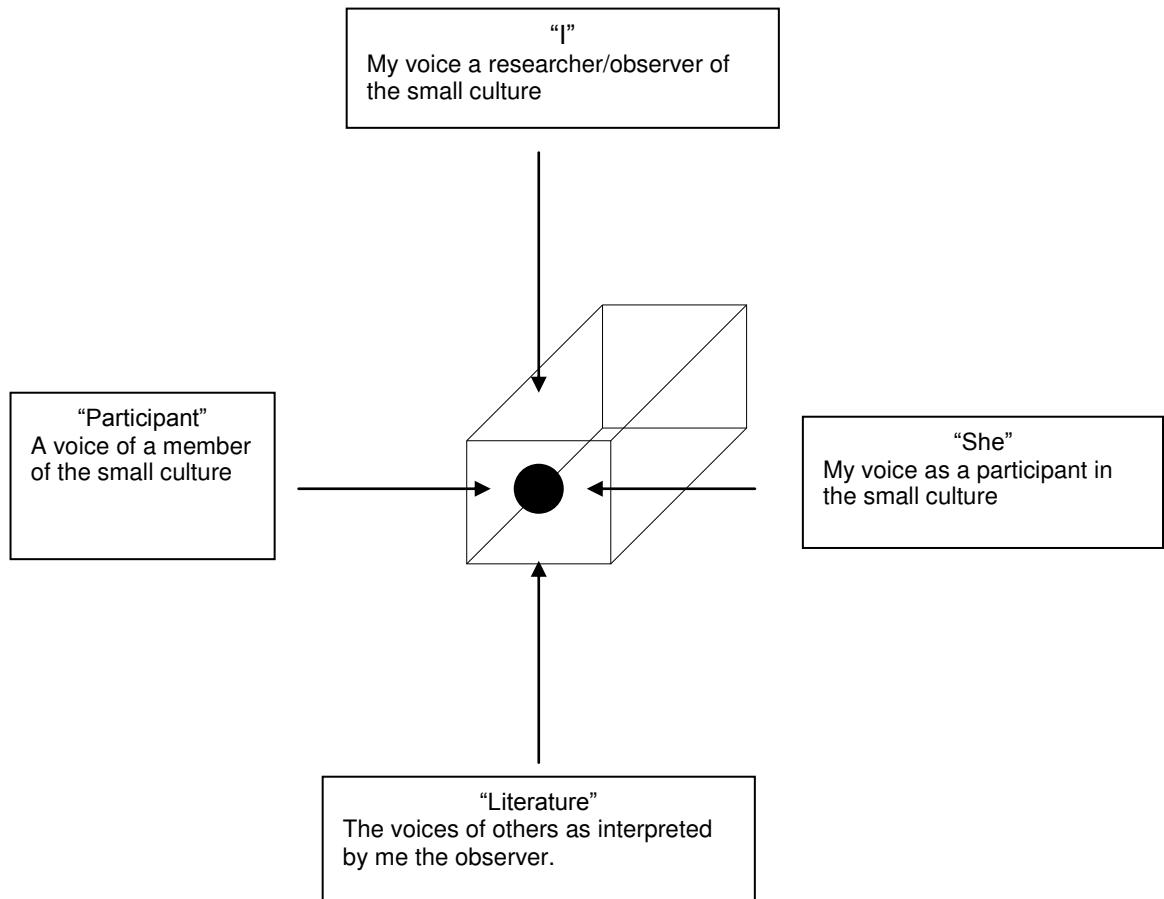 “I”
My voice a researcher/observer of
the small culture
“Participant”
A voice of a member
of the small culture
“She”
My voice as a participant in
the small culture
“Literature”
The voices of others as interpreted
by me the observer.